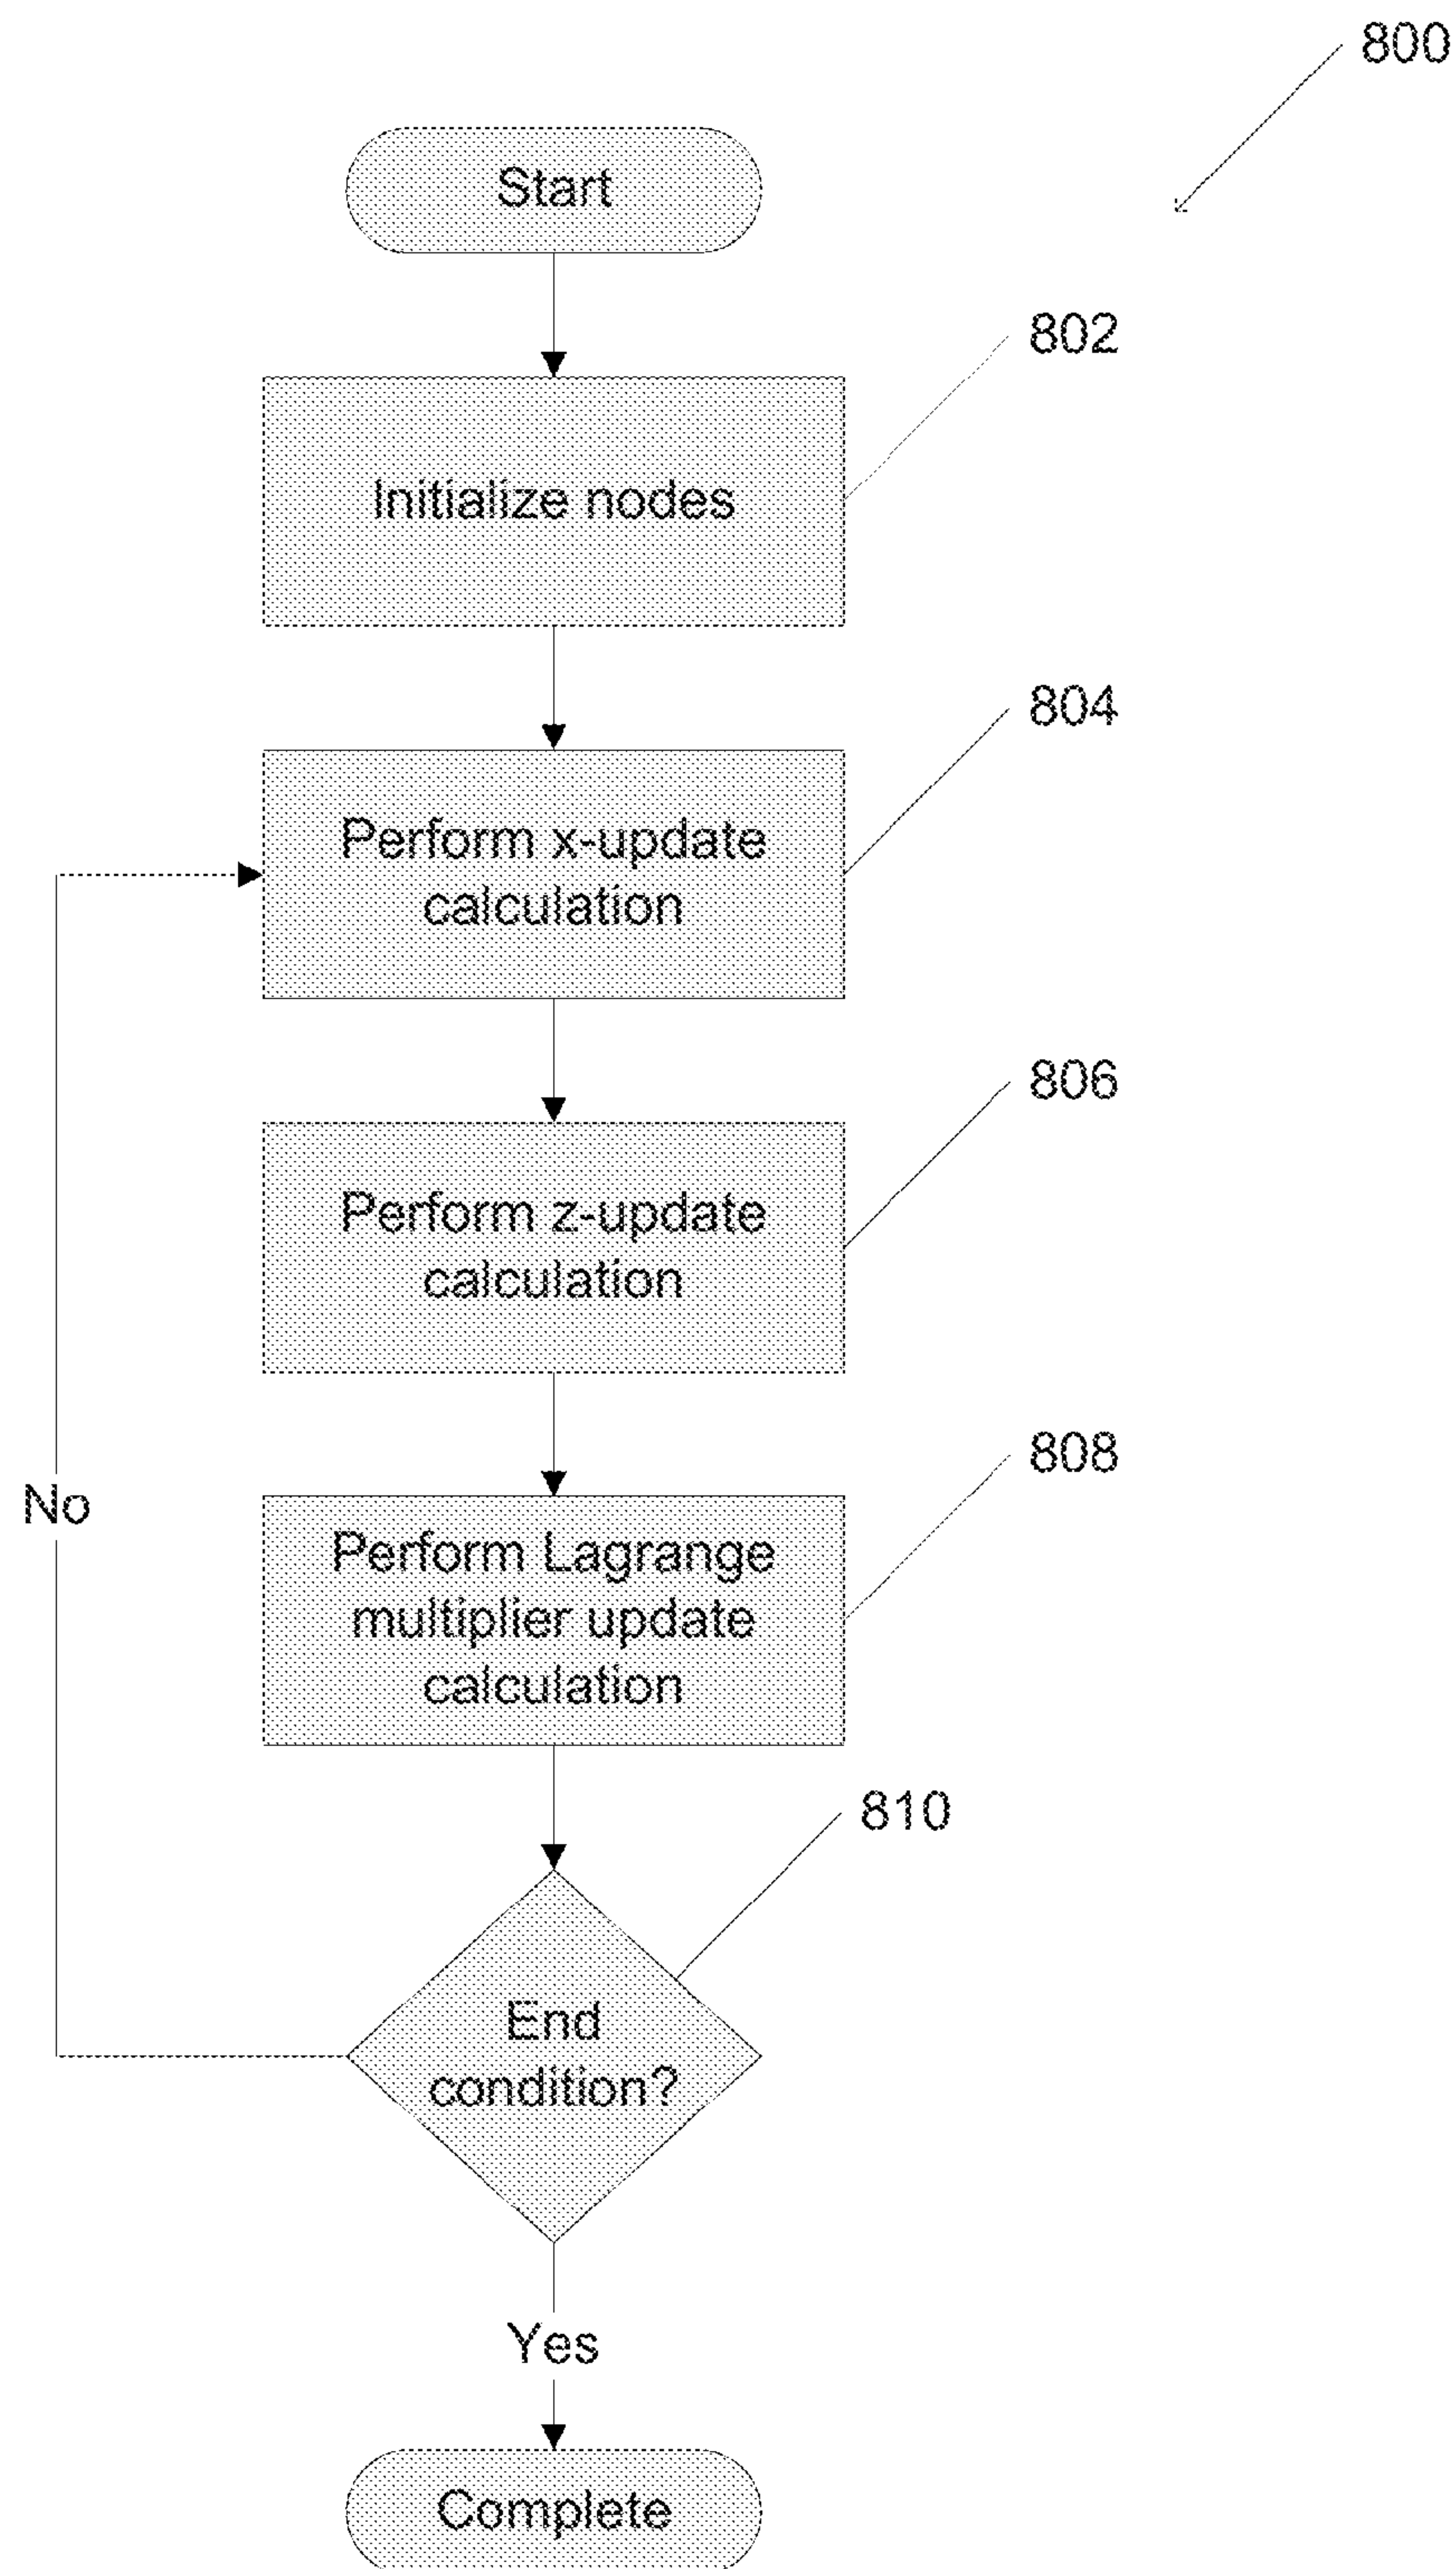 800
Start
802
Initialize nodes
804
Perform x-update
calculation
806
Perform z-update
calculation
808
No
Perform Lagrange
multiplier update
calculation
810
End
condition?
Yes
Complete